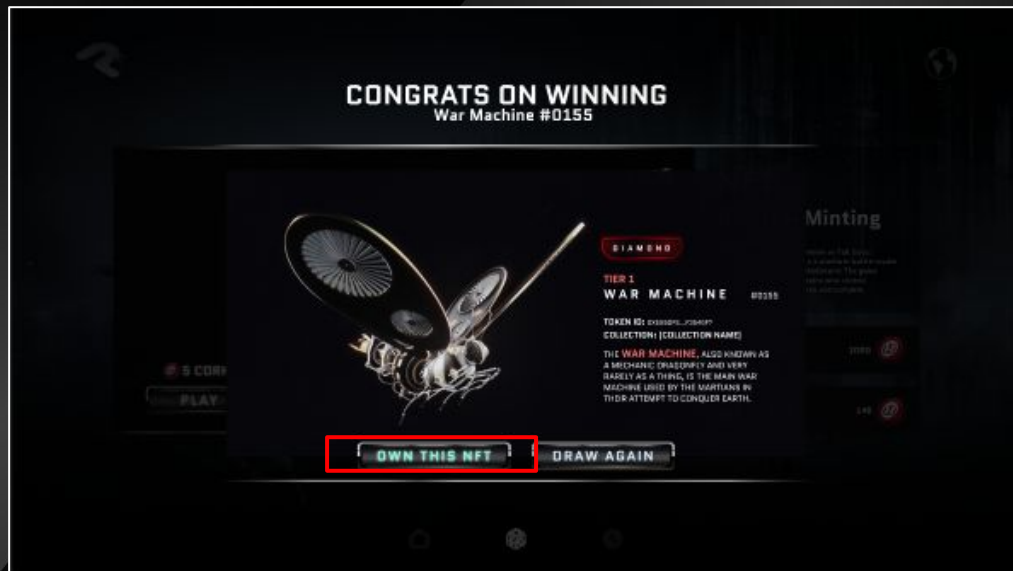 CONGRATS ON WINNING
War Machine #0155
Minting
DIAMOND
TIER 1
WAR MACHINE #0155
TOKEN ID:
COLLECTION: [COLLECTION NAME]
THE WAR MACHINE, ALSO KNOWN AS
A MECHANIC DRAGONFLY AND VERY
RARELY AS A THING, IS THE MAIN WAR
MACHINE USED BY THE MARTIANS IN
THEIR ATTEMPT TO CONQUER EARTH.
5 CORK
PLAY
OWN THIS NFT
DRAW AGAIN